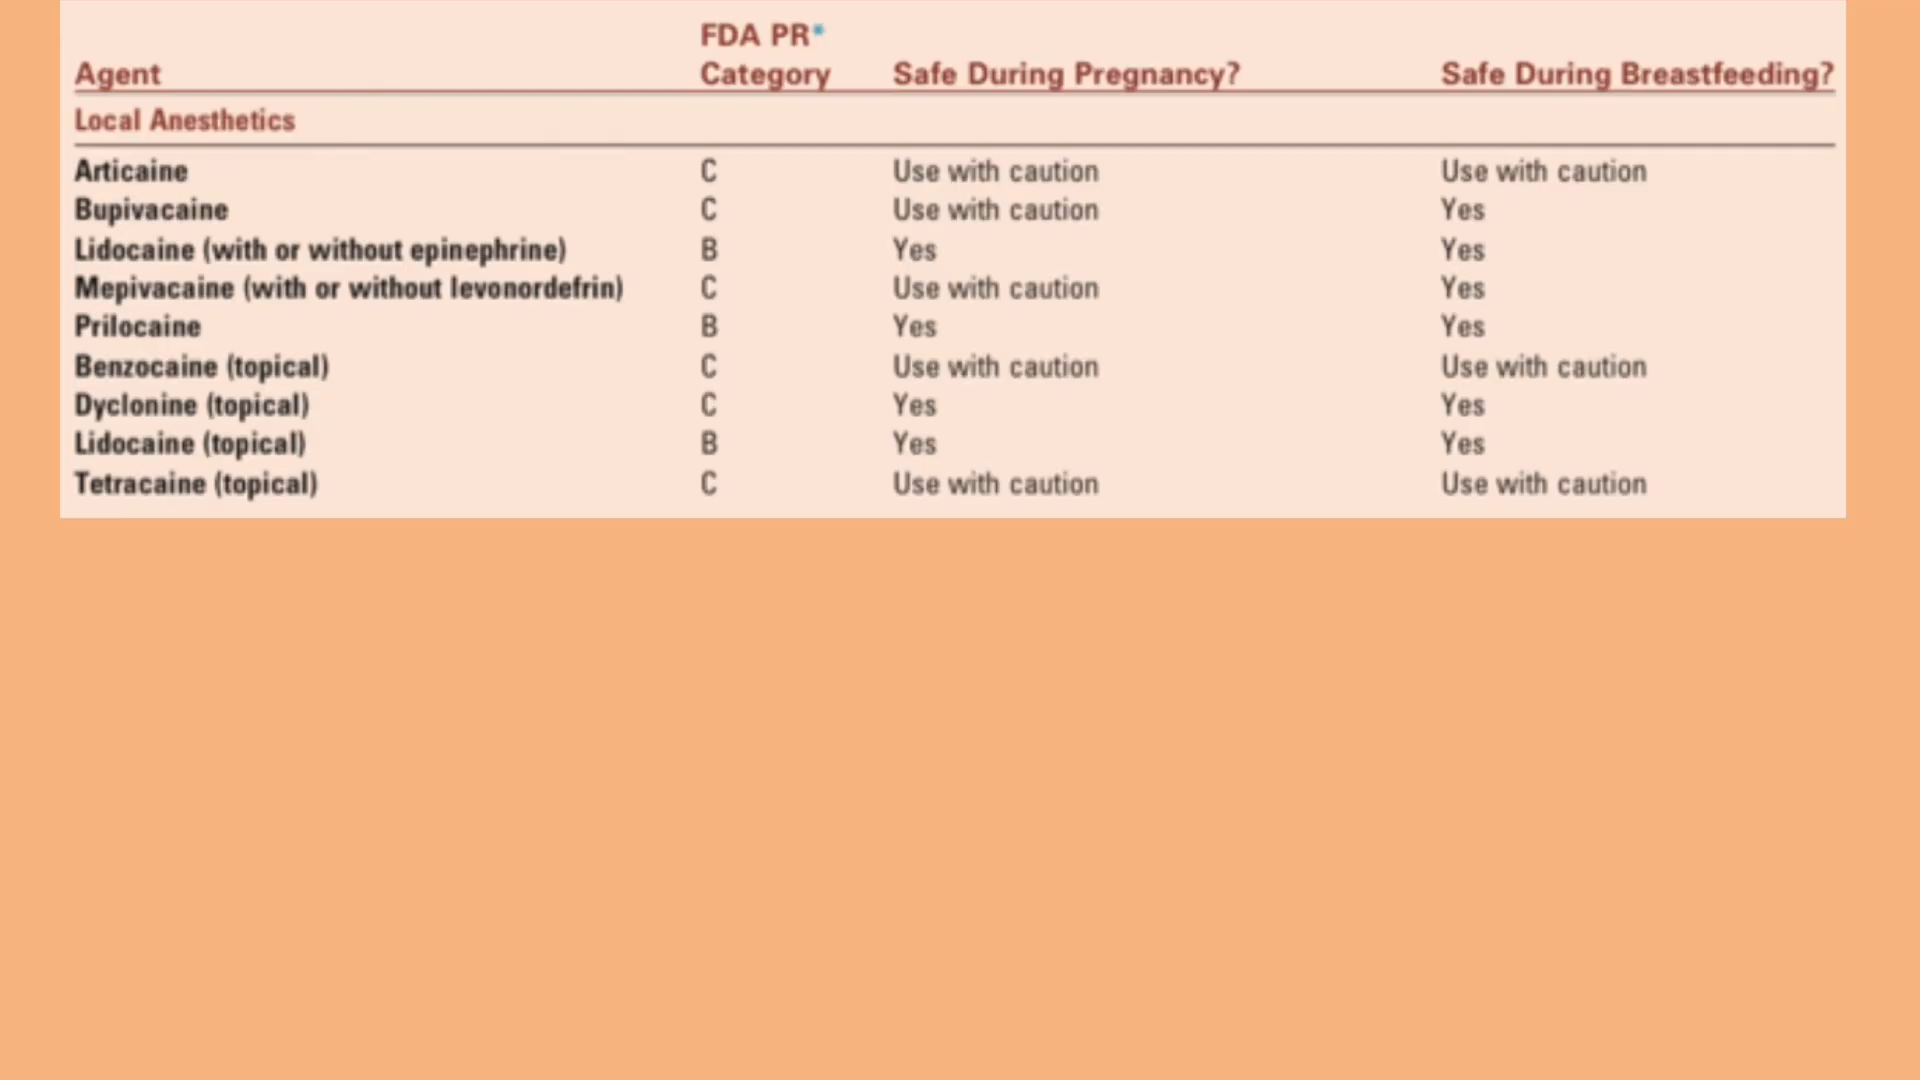 FDA PR*
Agent Category Safe During Pregnancy? Safe During Breastfeeding?
Local Anesthetics
Articaine C Use with caution Use with caution
Bupivacaine C Use with caution Yes
Lidocaine (with or without epinephrine) B Yes Yes
Mepivacaine (with or without levonordefrin) C Use with caution Yes
Prilocaine B Yes Yes
Benzocaine (topical) C Use with caution Use with caution
Dyclonine (topical) C Yes Yes
Lidocaine (topical) B Yes Yes
Tetracaine (topical) C Use with caution Use with caution